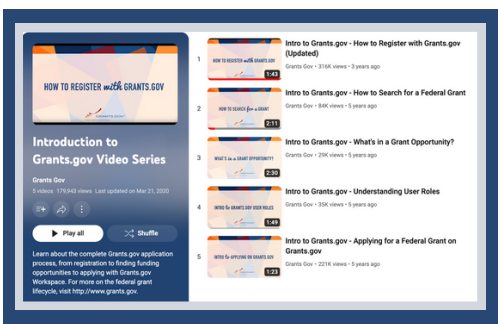 HOW TO REGISTER with GRANTS.GOV
GRANTS.GOV
Introduction to
Grants.gov Video Series
Grants Gov
5 videos 179,943 views Last updated on Mar 21, 2020
Play all
Shuffle
Learn about the complete Grants.gov application
process, from registration to finding funding
opportunities to applying with Grants.gov
Workspace. For more on the federal grant
lifecycle, visit http://www.grants.gov.
1
HOW TO REGISTER with GRANTS.GOV
1:43
Intro to Grants.gov - How to Register with Grants.gov
(Updated)
Grants Gov • 316K views • 3 years ago
2
HOW TO SEARCH for a GRANT
2:11
Intro to Grants.gov - How to Search for a Federal Grant
Grants Gov • 84K views • 5 years ago
3
WHAT'S in a GRANT OPPORTUNITY?
2:30
Intro to Grants.gov - What's in a Grant Opportunity?
Grants Gov • 29K views • 5 years ago
4
INTRO to GRANTS.GOV USER ROLES
1:49
Intro to Grants.gov - Understanding User Roles
Grants Gov • 35K views • 5 years ago
5
INTRO to APPLYING ON GRANTS.GOV
1:23
Intro to Grants.gov - Applying for a Federal Grant on
Grants.gov
Grants Gov • 221K views • 5 years ago